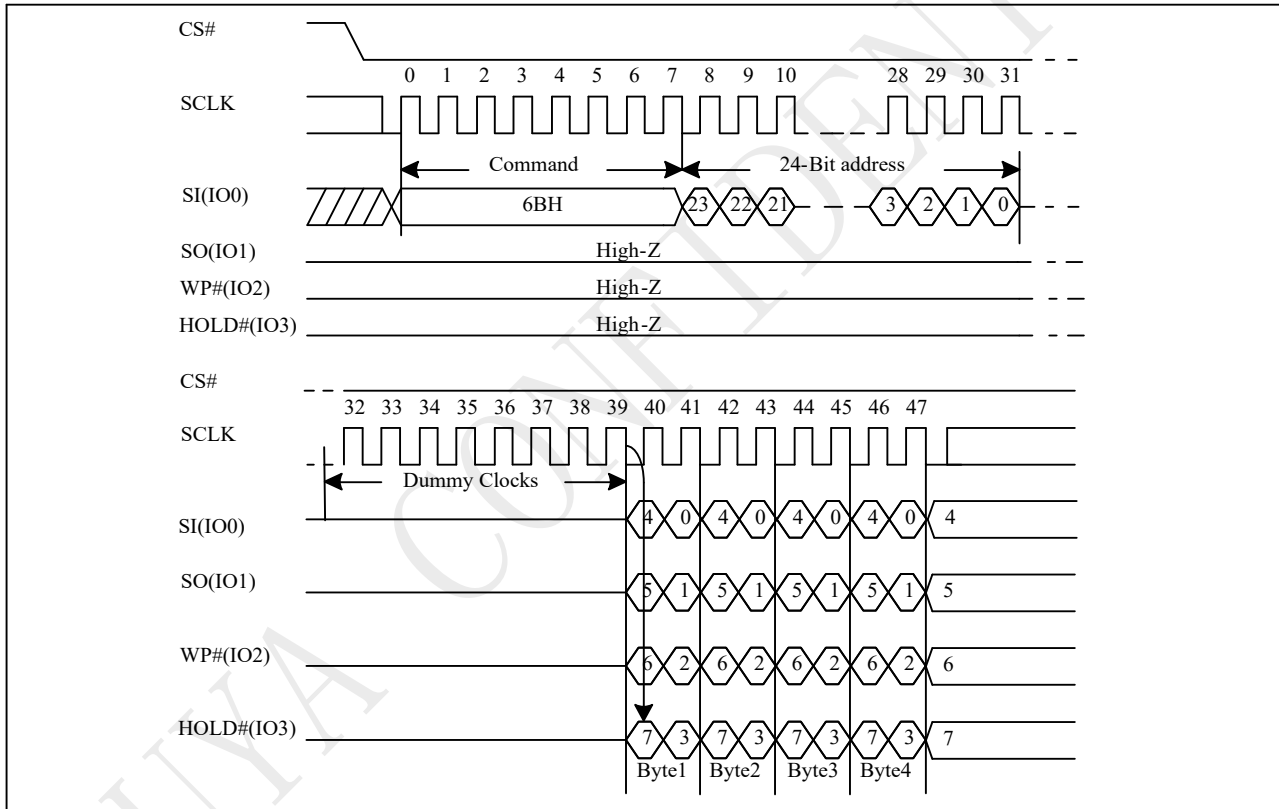 CS#
0 1 2 3 4 5 6 7 8 9 10 28 29 30 31
SCLK
Command 24-Bit address
SI(IO0) 6BH 23 22 21 3 2 1 0
SO(IO1) High-Z
WP#(IO2) High-Z
HOLD#(IO3) High-Z
CS#
32 33 34 35 36 37 38 39 40 41 42 43 44 45 46 47
SCLK
Dummy Clocks
SI(IO0) 4 0 4 0 4 0 4 0 4
SO(IO1) 5 1 5 1 5 1 5 1 5
WP#(IO2) 6 2 6 2 6 2 6 2 6
HOLD#(IO3) 7 3 7 3 7 3 7 3 7
Byte1 Byte2 Byte3 Byte4
UYA CONFIDENT